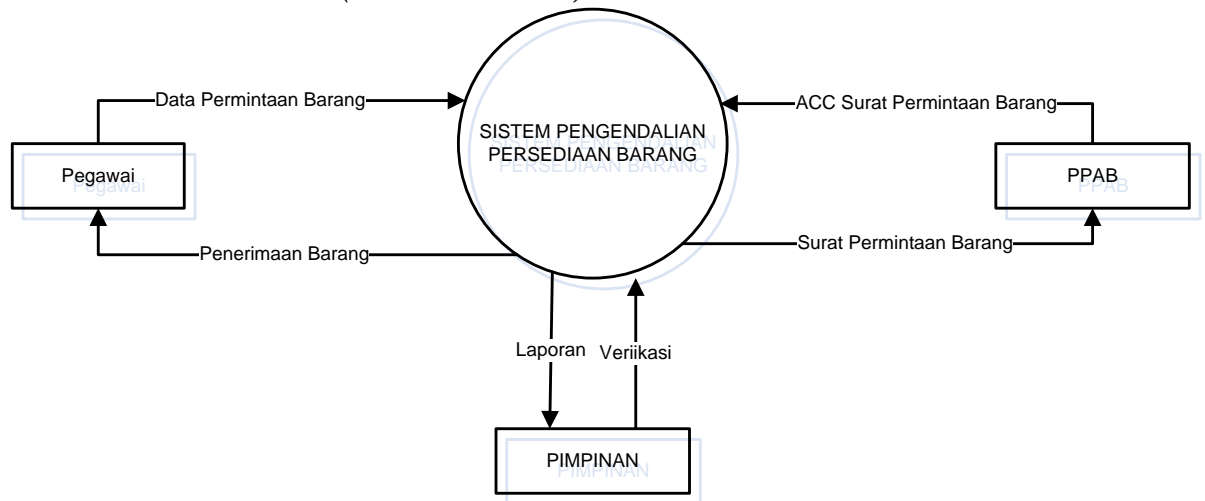 Data Permintaan Barang
ACC Surat Permintaan Barang
SISTEM PENGENDALIAN
PERSEDIAAN BARANG
Pegawai
PPAB
Penerimaan Barang
Surat Permintaan Barang
Laporan
Veriikasi
PIMPINAN